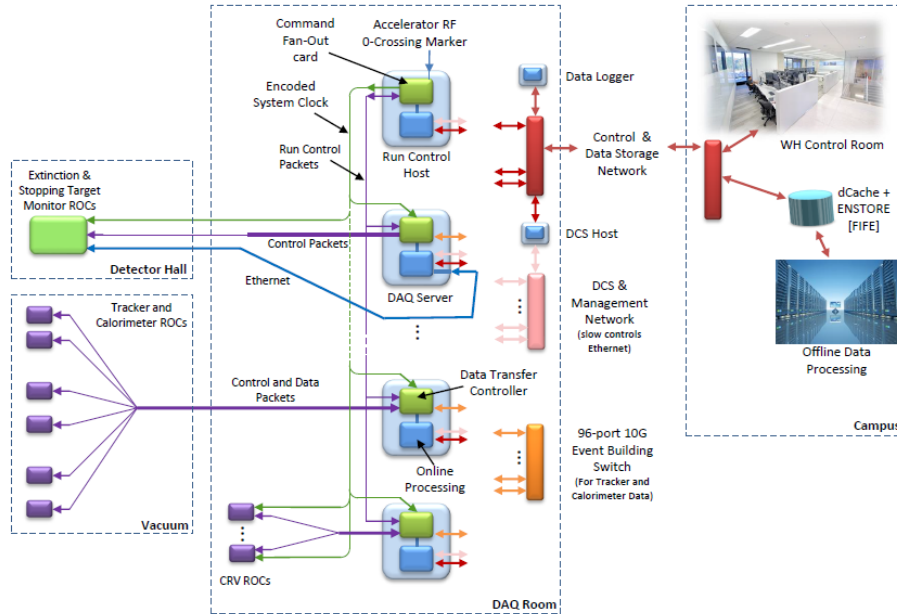 Command
Fan-Out
card
Accelerator RF
0-Crossing Marker
Encoded
System Clock
Run Control
Packets
Run Control
Host
Data Logger
Control &
Data Storage
Network
WH Control Room
dCache +
ENSTORE
[FIFE]
Offline Data
Processing
Campus
Extinction &
Stopping Target
Monitor ROCs
Detector Hall
Control Packets
Ethernet
DAQ Server
DCS Host
DCS &
Management
Network
(slow controls
Ethernet)
Tracker and
Calorimeter ROCs
Vacuum
Control and Data
Packets
Data Transfer
Controller
Online
Processing
96-port 10G
Event Building
Switch
(For Tracker and
Calorimeter Data)
CRV ROCs
DAQ Room